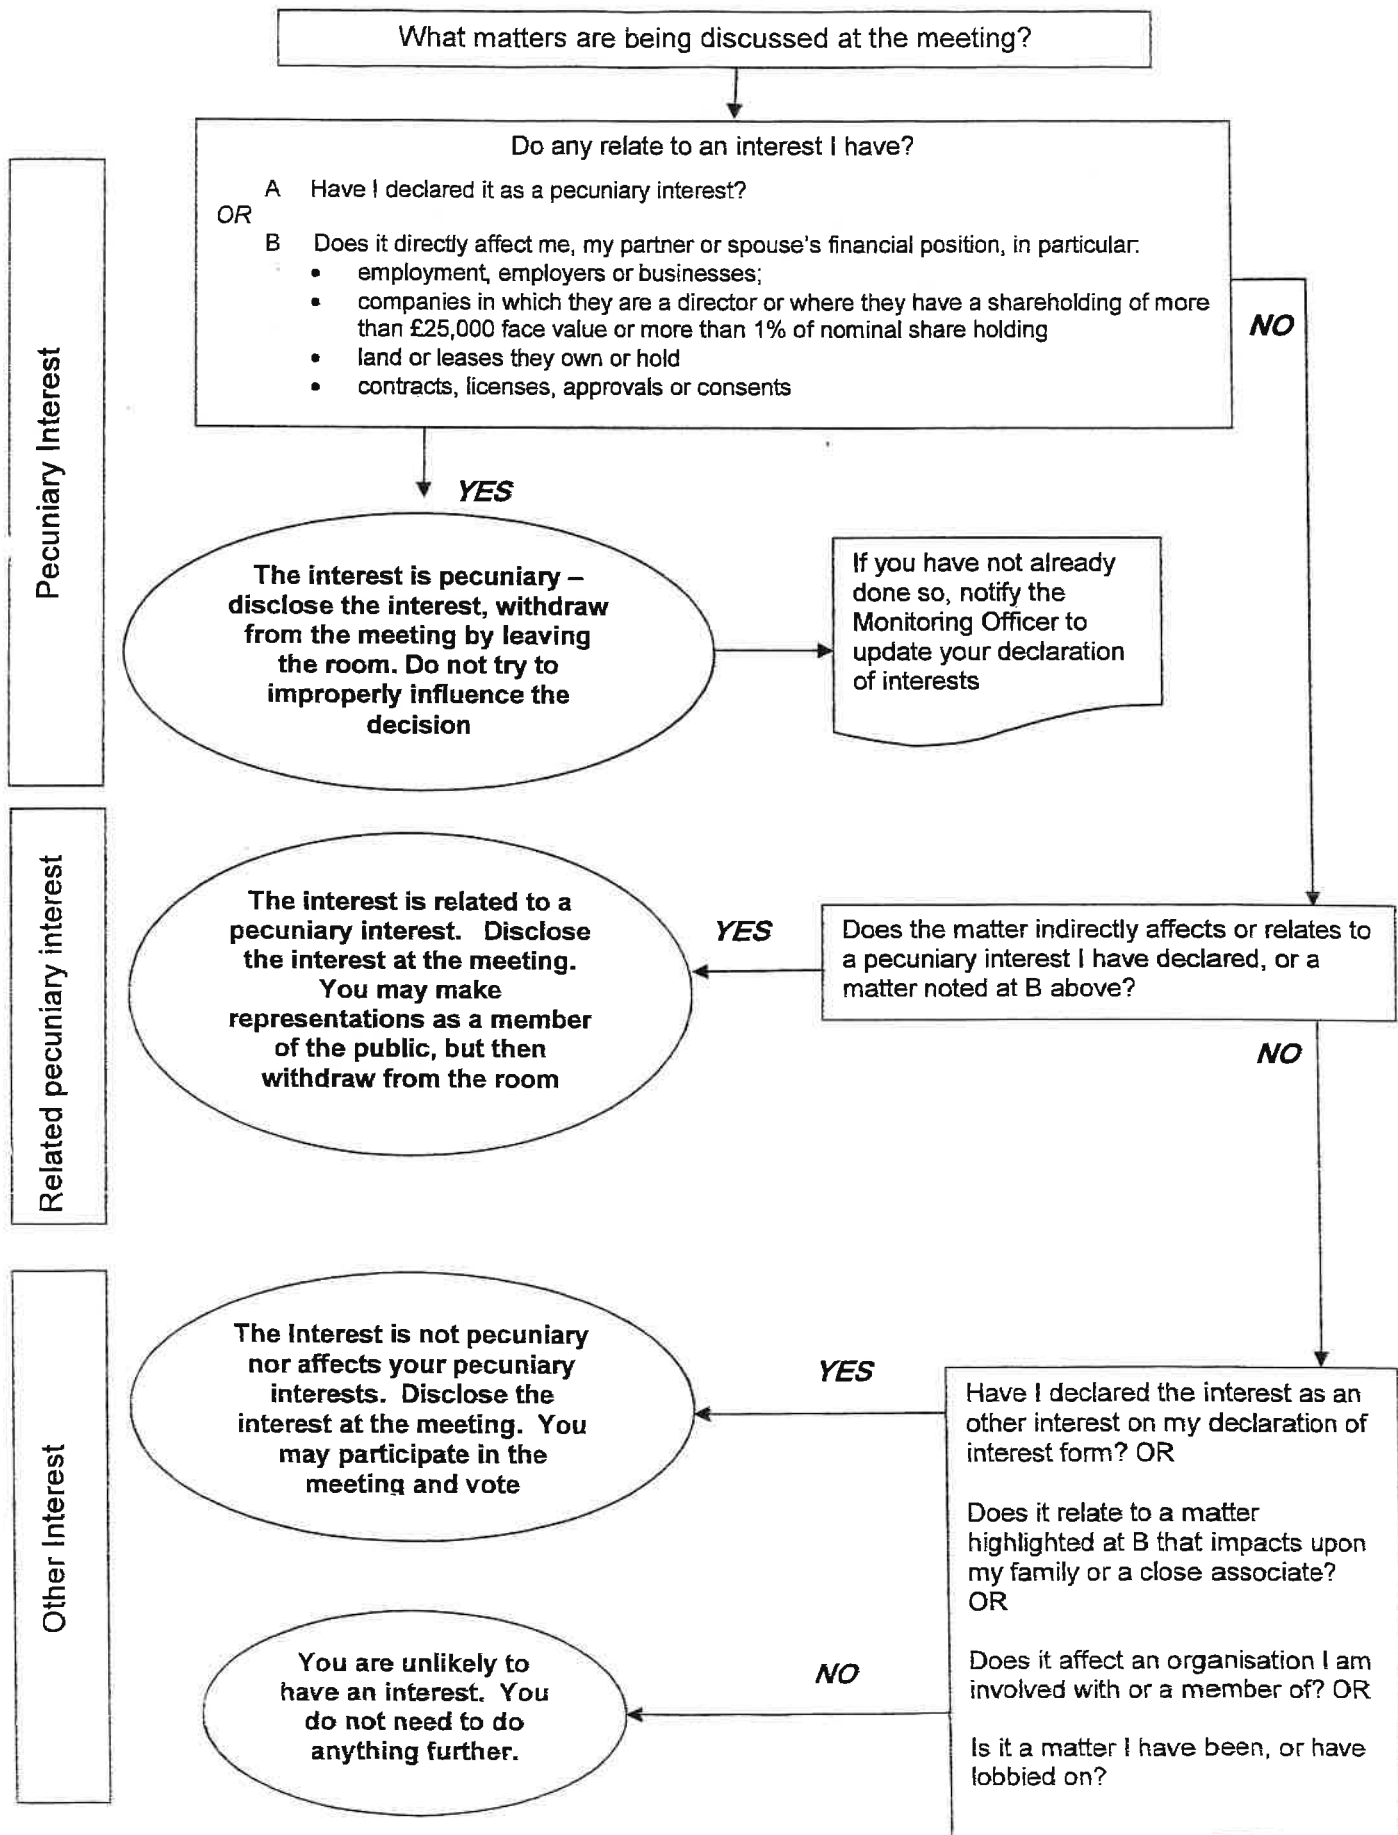 What matters are being discussed at the meeting?
Do any relate to an interest I have?
A Have I declared it as a pecuniary interest?
OR
B Does it directly affect me, my partner or spouse's financial position, in particular:
• employment, employers or businesses;
• companies in which they are a director or where they have a shareholding of more
than £25,000 face value or more than 1% of nominal share holding
• land or leases they own or hold
• contracts, licenses, approvals or consents
NO
Pecuniary Interest
YES
The interest is pecuniary –
disclose the interest, withdraw
from the meeting by leaving
the room. Do not try to
improperly influence the
decision
If you have not already
done so, notify the
Monitoring Officer to
update your declaration
of interests
Related pecuniary interest
The interest is related to a
pecuniary interest. Disclose
the interest at the meeting.
You may make
representations as a member
of the public, but then
withdraw from the room
YES
Does the matter indirectly affects or relates to
a pecuniary interest I have declared, or a
matter noted at B above?
NO
Other Interest
The Interest is not pecuniary
nor affects your pecuniary
interests. Disclose the
interest at the meeting. You
may participate in the
meeting and vote
YES
Have I declared the interest as an
other interest on my declaration of
interest form? OR
Does it relate to a matter
highlighted at B that impacts upon
my family or a close associate?
OR
Does it affect an organisation I am
involved with or a member of? OR
Is it a matter I have been, or have
lobbied on?
NO
You are unlikely to
have an interest. You
do not need to do
anything further.